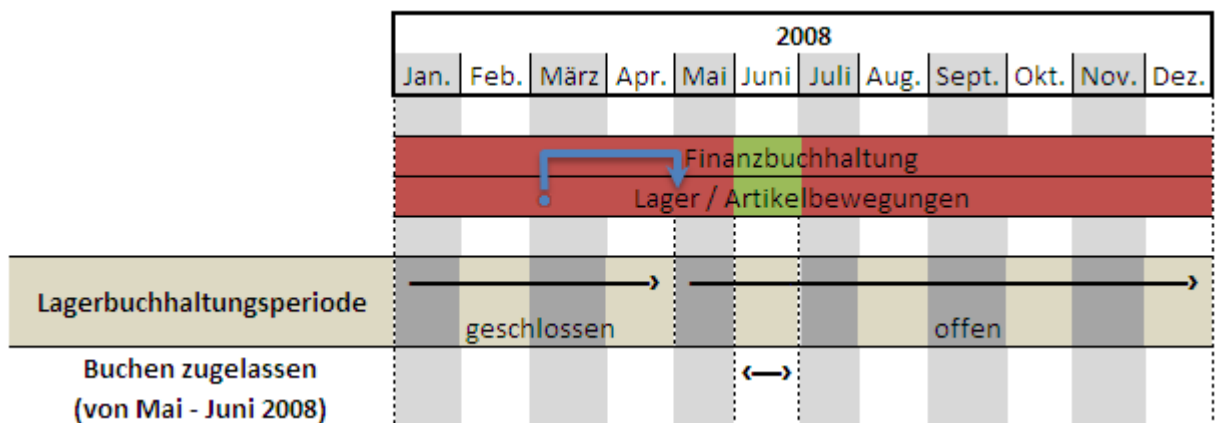 2008
Jan. Feb. März Apr. Mai Juni Juli Aug. Sept. Okt. Nov. Dez.
Finanzbuchhaltung
Lager / Artikelbewegungen
Lagerbuchhaltungsperiode
geschlossen offen
Buchen zugelassen
(von Mai - Juni 2008)